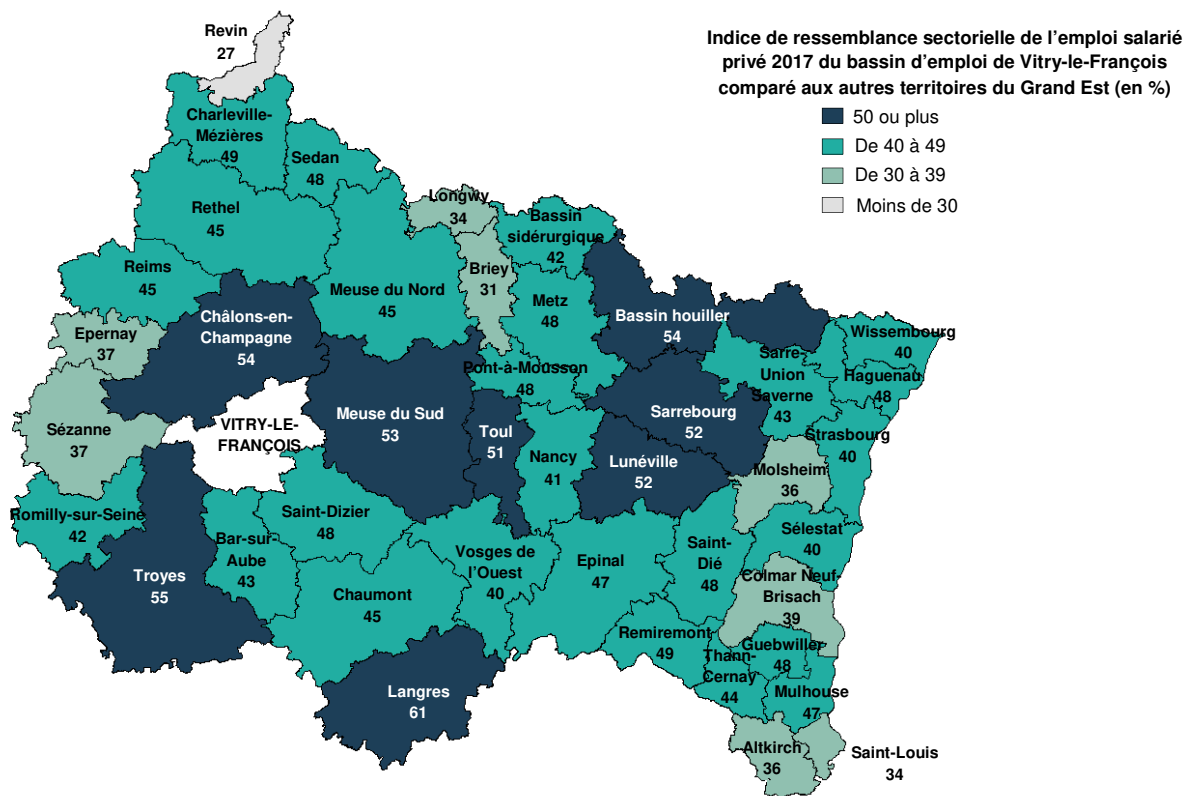 Indice de ressemblance sectorielle de l'emploi salarié
privé 2017 du bassin d'emploi de Vitry-le-François
comparé aux autres territoires du Grand Est (en %)
50 ou plus
De 40 à 49
De 30 à 39
Moins de 30
Revin
27
Charleville-
Mézières
49
Sedan
48
Rethel
45
Longwy
34
Bassin
sidérurgique
42
Reims
45
Briey
31
Meuse du Nord
45
Metz
48
Châlons-en-
Champagne
54
Bassin houiller
54
Epernay
37
Wissembourg
40
Sarre-
Union
Saverne
43
Pont-à-Mousson
48
Haguenau
48
Meuse du Sud
53
Sarrebourg
52
VITRY-LE-
FRANÇOIS
Sézanne
37
Toul
51
Strasbourg
40
Nancy
41
Lunéville
52
Molsheim
36
Romilly-sur-Seine
42
Saint-Dizier
48
Sélestat
40
Bar-sur-
Aube
43
Vosges de
l'Ouest
40
Epinal
47
Saint-
Dié
48
Troyes
55
Colmar Neuf-
Brisach
39
Chaumont
45
Remiremont
49
Guebwiller
48
Thann-
Cernay
44
Langres
61
Mulhouse
47
Altkirch
36
Saint-Louis
34